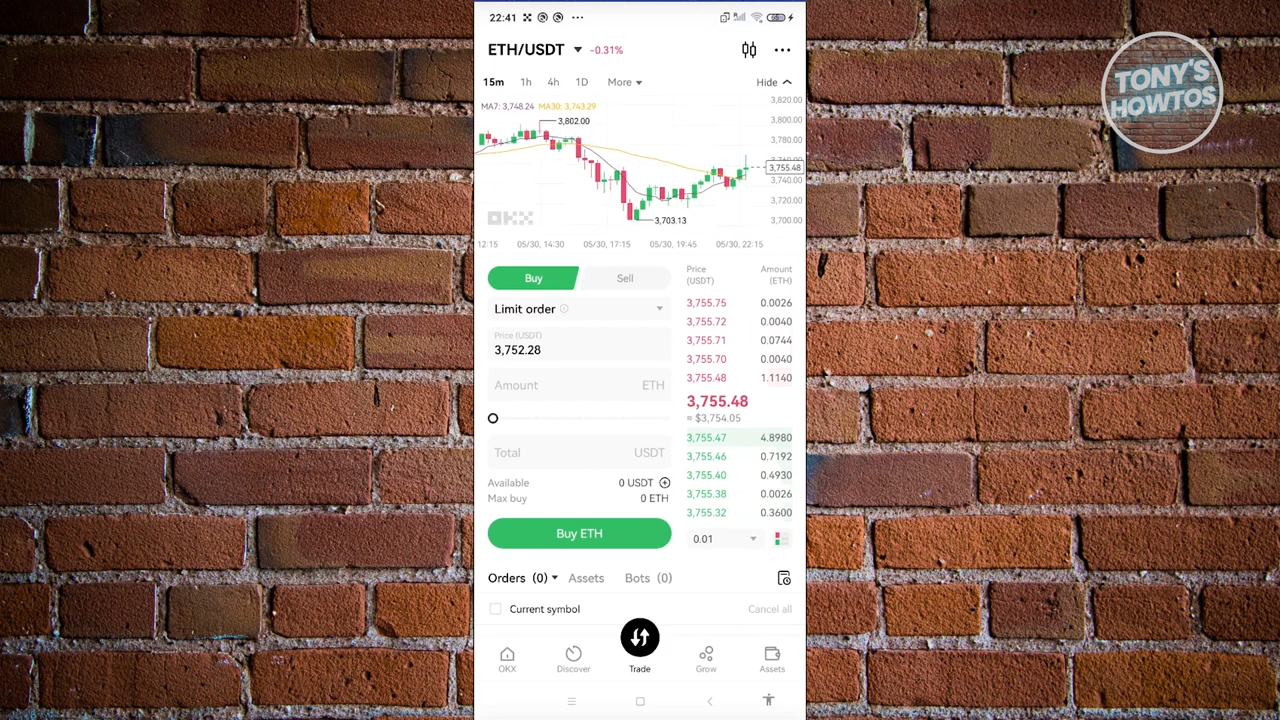 22:41
ETH/USDT -0.31%
15m 1h 4h 1D More Hide
MA7: 3,748.24 MA30: 3,743.29
3,820.00
3,802.00
3,800.00
3,780.00
3,755.48
3,740.00
3,720.00
3,703.13
3,700.00
OKX
12:15 05/30, 14:30 05/30, 17:15 05/30, 19:45 05/30, 22:15
Buy Sell
Limit order
Price (USDT)
3,752.28
Amount ETH
Total USDT
Available 0 USDT
Max buy 0 ETH
Buy ETH
Price (USDT) Amount (ETH)
3,755.75 0.0026
3,755.72 0.0040
3,755.71 0.0744
3,755.70 0.0040
3,755.48 1.1140
3,755.48
≈ $3,754.05
3,755.47 4.8980
3,755.46 0.7192
3,755.40 0.4930
3,755.38 0.0026
3,755.32 0.3600
0.01
Orders (0) Assets Bots (0)
Current symbol Cancel all
OKX Discover Trade Grow Assets
TONY'S
HOWTOS